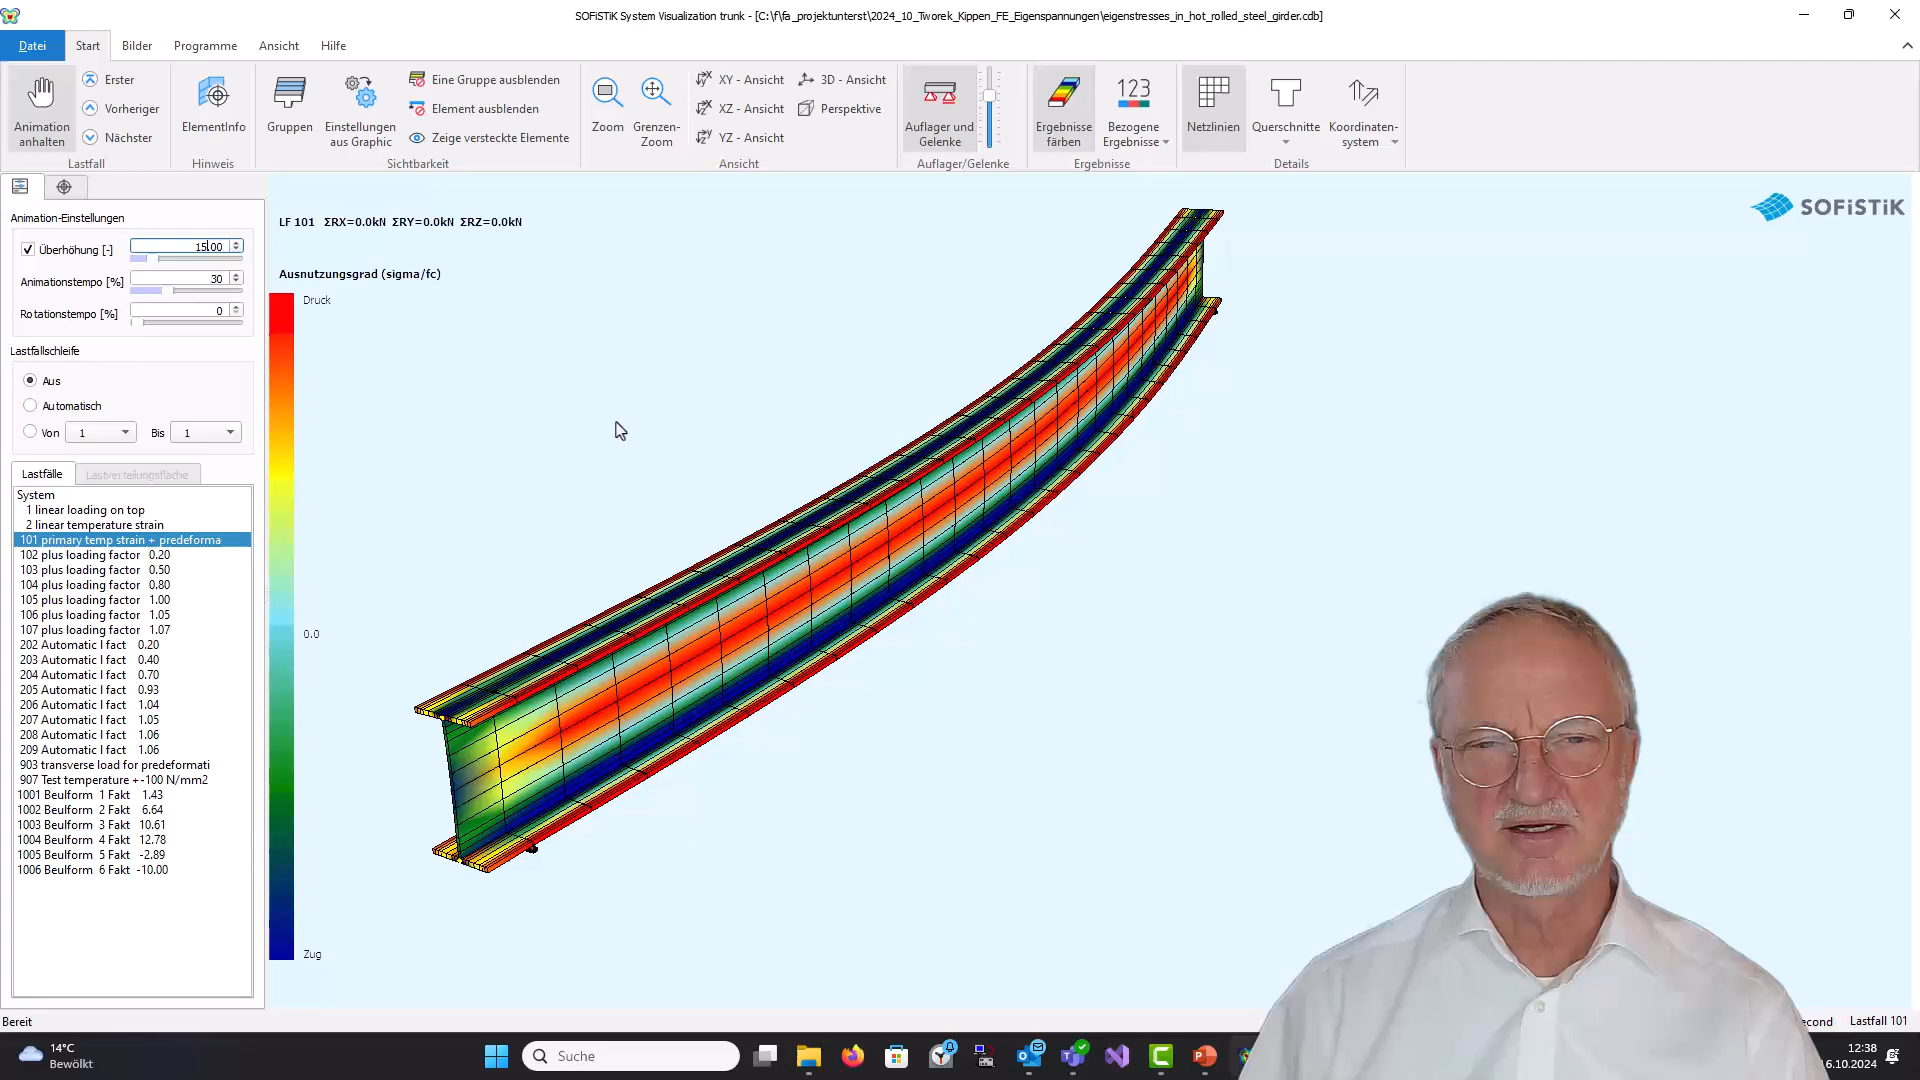 SOFiSTiK System Visualization trunk - [C:\f\fa_projektunterst\2024_10_Tworek_Kippen_FE_Eigenspannungen\eigenstresses_in_hot_rolled_steel_girder.cdb]
Datei Start Bilder Programme Ansicht Hilfe
Animation anhalten
Erster
Vorheriger
Nächster
Lastfall
ElementInfo
Hinweis
Gruppen
Einstellungen aus Graphic
Eine Gruppe ausblenden
Element ausblenden
Zeige versteckte Elemente
Sichtbarkeit
Zoom
Grenzen-Zoom
XY - Ansicht
XZ - Ansicht
YZ - Ansicht
3D - Ansicht
Perspektive
Ansicht
Auflager und Gelenke
Auflager/Gelenke
Ergebnisse färben
123
Bezogene Ergebnisse
Ergebnisse
Netzlinien
Querschnitte
Koordinaten-system
Details
Animation-Einstellungen
Überhöhung [-] 15.00
Animationstempo [%] 30
Rotationstempo [%] 0
Lastfallschleife
Aus
Automatisch
Von 1 Bis 1
Lastfälle Lastverteilungsfläche
System
1 linear loading on top
2 linear temperature strain
101 primary temp strain + predeforma
102 plus loading factor 0.20
103 plus loading factor 0.50
104 plus loading factor 0.80
105 plus loading factor 1.00
106 plus loading factor 1.05
107 plus loading factor 1.07
202 Automatic l fact 0.20
203 Automatic l fact 0.40
204 Automatic l fact 0.70
205 Automatic l fact 0.93
206 Automatic l fact 1.04
207 Automatic l fact 1.05
208 Automatic l fact 1.06
209 Automatic l fact 1.06
903 transverse load for predeformati
907 Test temperature +-100 N/mm2
1001 Beulform 1 Fakt 1.43
1002 Beulform 2 Fakt 6.64
1003 Beulform 3 Fakt 10.61
1004 Beulform 4 Fakt 12.78
1005 Beulform 5 Fakt -2.89
1006 Beulform 6 Fakt -10.00
LF 101 ΣRX=0.0kN ΣRY=0.0kN ΣRZ=0.0kN
Ausnutzungsgrad (sigma/fc)
Druck
0.0
Zug
SOFiSTiK
Bereit
econd Lastfall 101
14°C
Bewölkt
Suche
12:38
6.10.2024